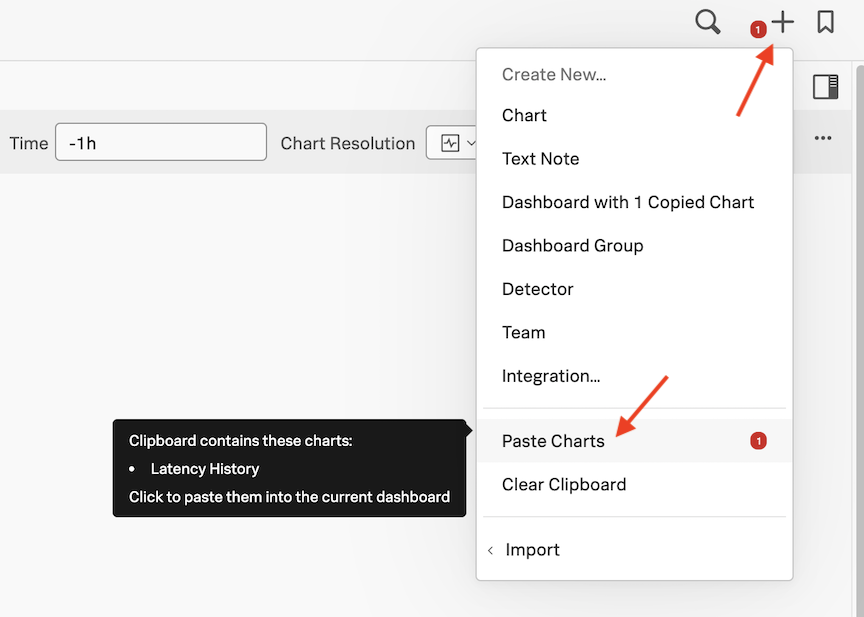 1
Create New...
Time
-1h
Chart Resolution
Chart
Text Note
Dashboard with 1 Copied Chart
Dashboard Group
Detector
Team
Integration...
Paste Charts
1
Clipboard contains these charts:
• Latency History
Click to paste them into the current dashboard
Clear Clipboard
Import